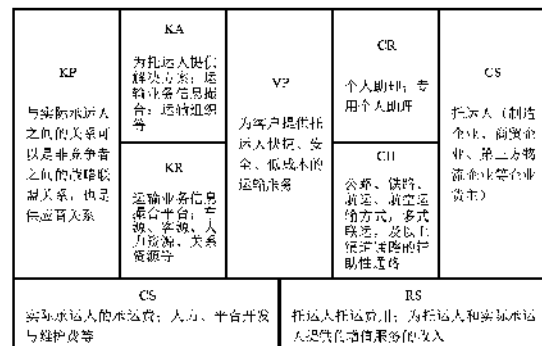 KP
与实际承运人
之间的关系可
以是非竞争者
之间的战略联
盟关系，也是
供应商关系
KA
为托运人提供
解决方案；运
输业务信息撮
合；运输组织
等
KR
运输业务信息
撮合平台；车
源、客源、人
力资源、关系
资源等
VP
为客户提供托
运人快捷、安
全、低成本的
运输服务
CR
个人助理；专
用个人助理
CH
公路、铁路、
航运、航空运
输方式，多式
联运，及以上
助性通路
CS
托运人（制造
企业、商贸企
业、第三方物
流企业等企业
货主）
CS
实际承运人的承运费；人力、平台开发
与维护费等
RS
托运人托运费用；为托运人和实际承运
人提供的增值服务的收入